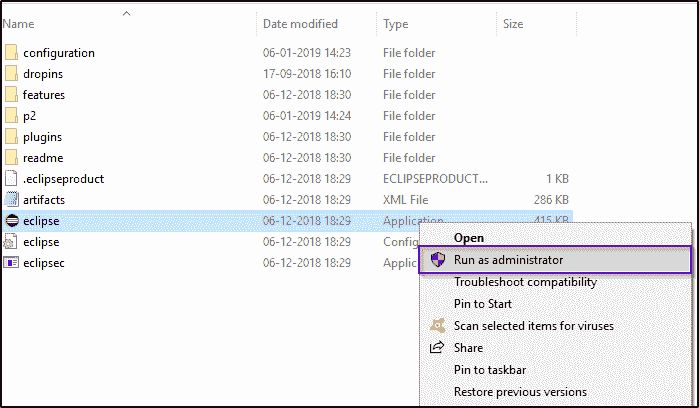 Name Date modified Type Size
configuration 06-01-2019 14:23 File folder
dropins 17-09-2018 16:10 File folder
features 06-12-2018 18:30 File folder
p2 06-01-2019 14:24 File folder
plugins 06-12-2018 18:30 File folder
readme 06-12-2018 18:30 File folder
.eclipseproduct 06-12-2018 18:29 ECLIPSEPRODUCT... 1 KB
artifacts 06-12-2018 18:29 XML File 286 KB
eclipse 06-12-2018 18:29 Application 415 KB
eclipse 06-12-2018 18:29 Config
eclipsec 06-12-2018 18:29 Applic
Open
Run as administrator
Troubleshoot compatibility
Pin to Start
Scan selected items for viruses
Share
Pin to taskbar
Restore previous versions